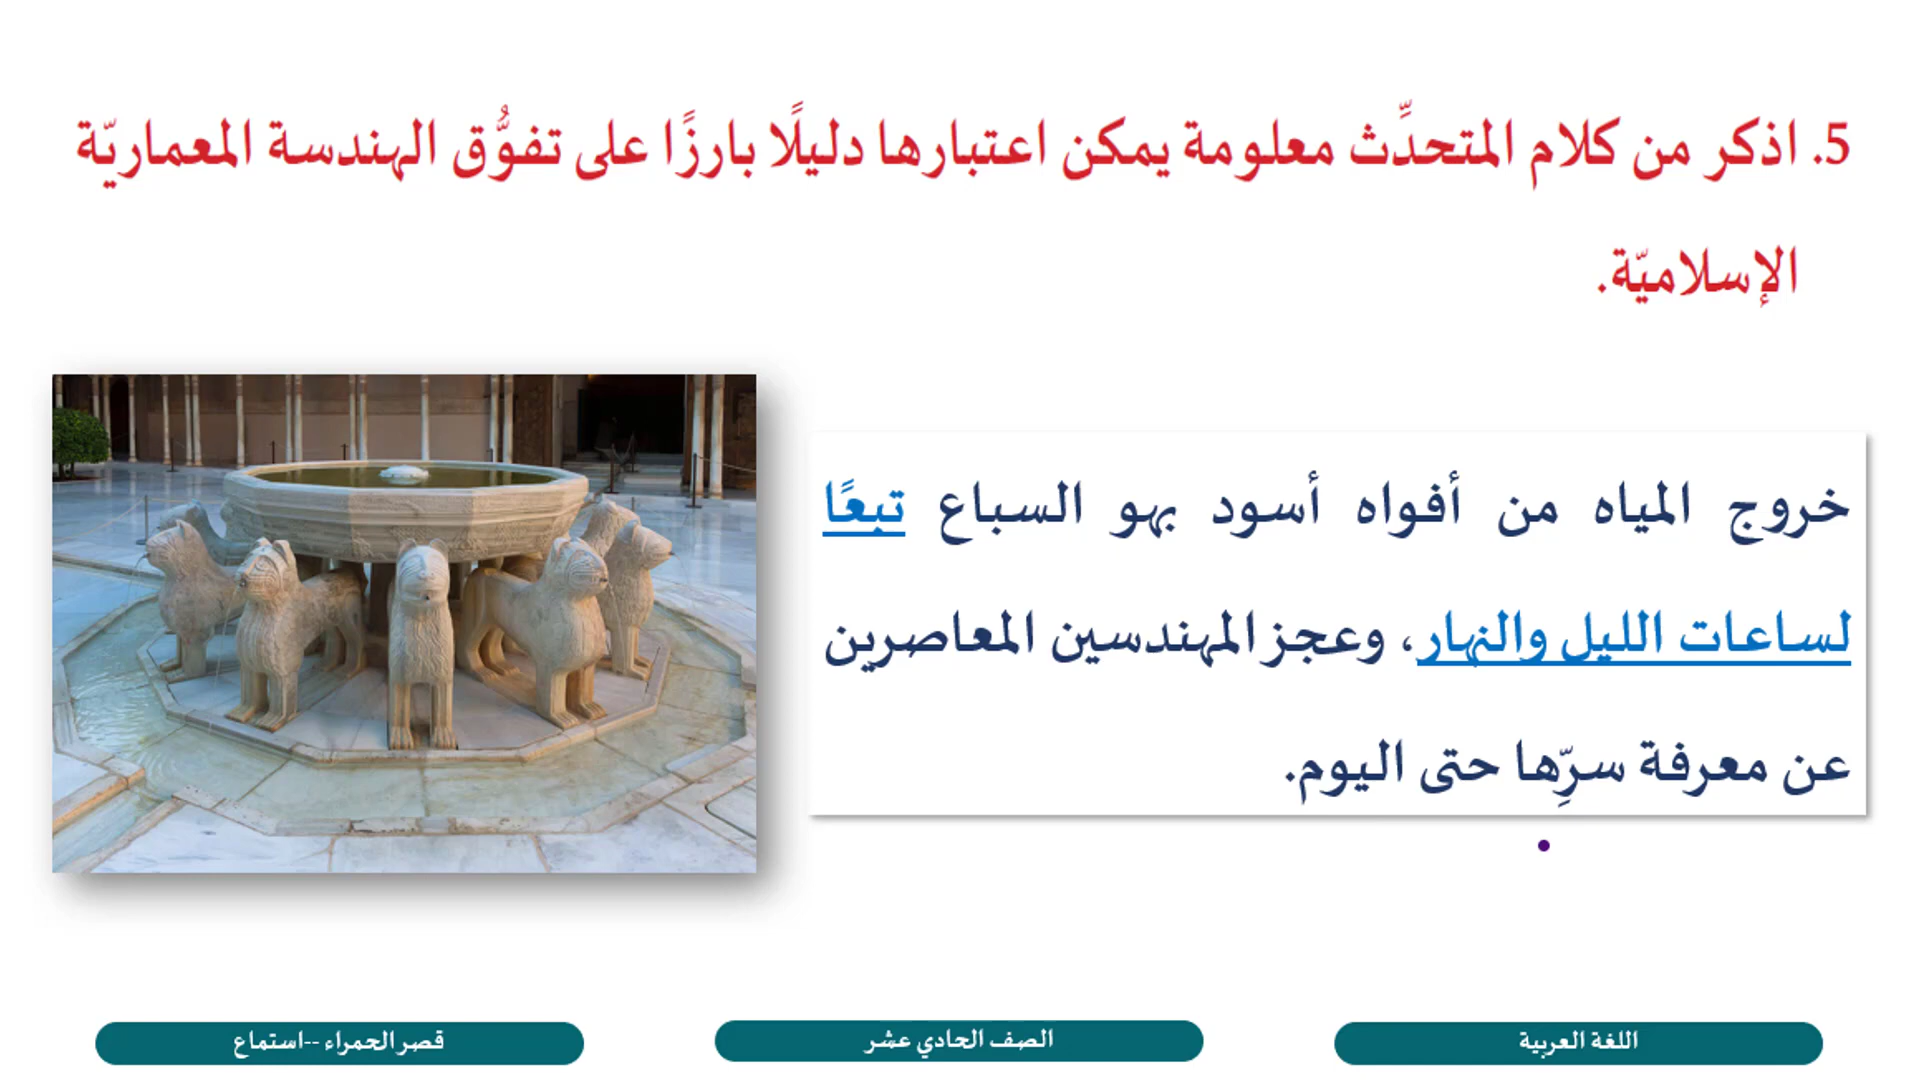 5. اذكر من كلام المتحدِّث معلومة يمكن اعتبارها دليلًا بارزًا على تفوُّق الهندسة المعماريّة
الإسلاميّة.
خروج المياه من أفواه أسود بهو السباع تبعًا
لساعات الليل والنهار، وعجز المهندسين المعاصرين
عن معرفة سرِّها حتى اليوم.
اللغة العربية
الصف الحادي عشر
قصر الحمراء --استماع